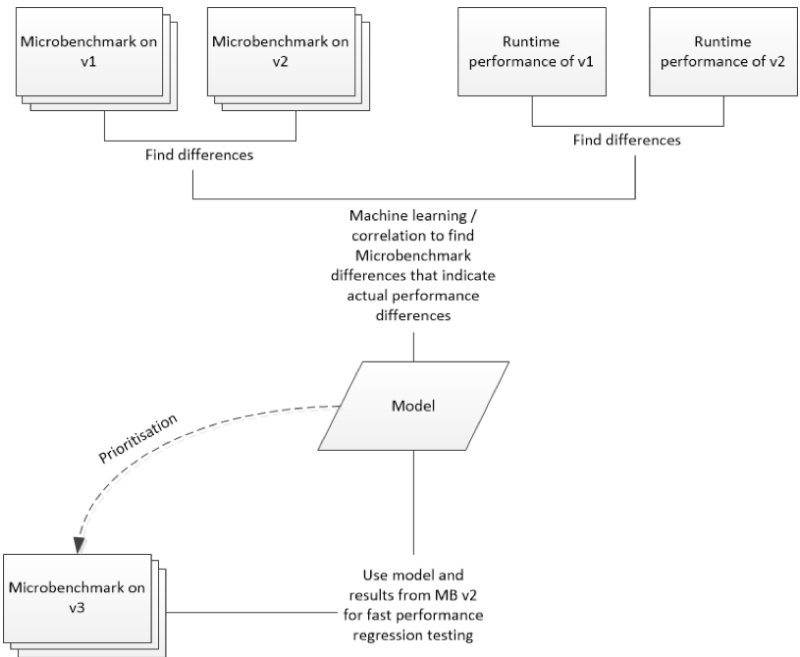 Microbenchmark on
v1
Microbenchmark on
v2
Runtime
performance of v1
Runtime
performance of v2
Find differences
Find differences
Machine learning /
correlation to find
Microbenchmark
differences that indicate
actual performance
differences
Model
Prioritisation
Microbenchmark on
v3
Use model and
results from MB v2
for fast performance
regression testing